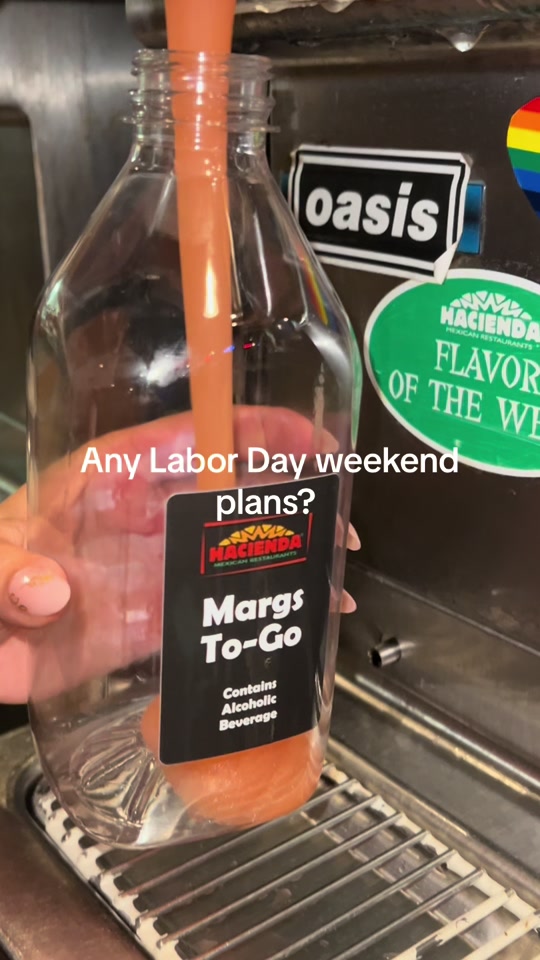 oasis
HACIENDA
MEXICAN RESTAURANTS
FLAVOR
OF THE WE
Any Labor Day weekend
plans?
HACIENDA
MEXICAN RESTAURANTS
Margs
To-Go
Contains
Alcoholic
Beverage